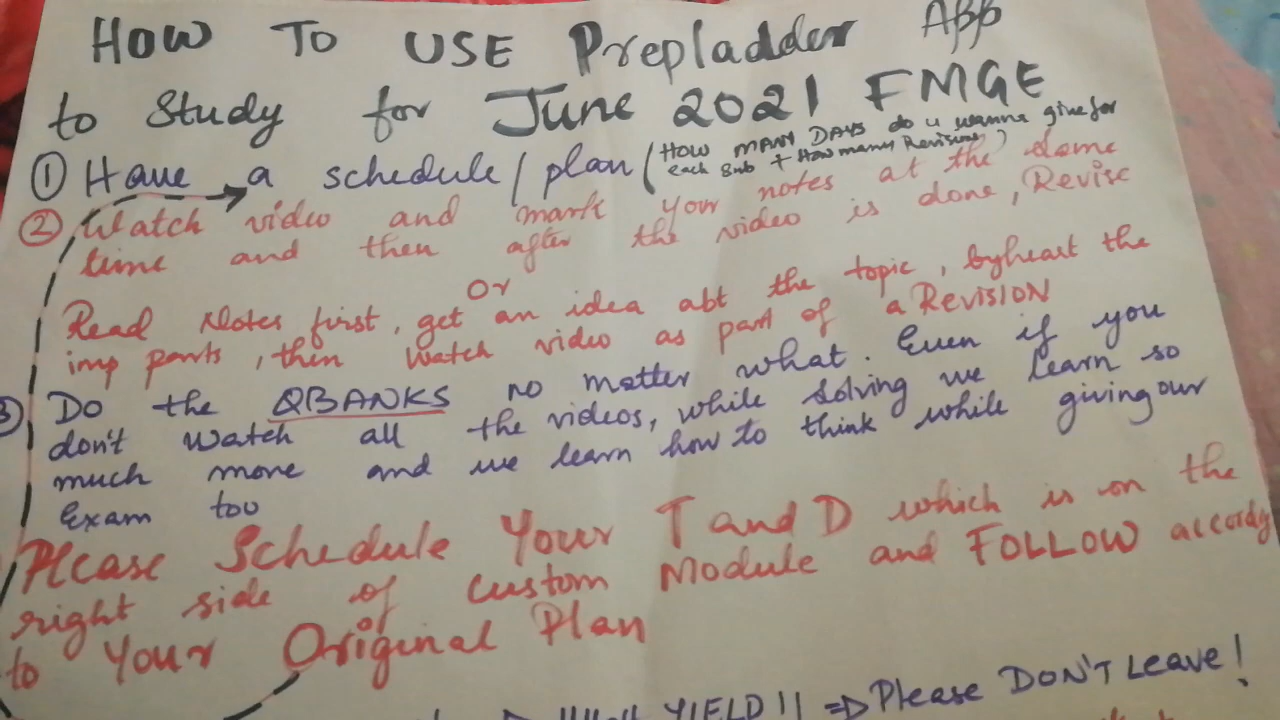 HOW TO USE Prepladder App
to Study for June 2021 FMGE
① Have a schedule / plan (HOW MANY DAYS do u wanna give for
each sub + How many Revisions)
② Watch video and mark your notes at the same
time and then after the video is done, Revise
Or
Read Notes first, get an idea abt the topic, byheart the
imp parts, then Watch video as part of a REVISION
3 Do the QBANKS no matter what. Even if you
don't watch all the videos, while solving we learn so
much more and we learn how to think while giving our
Exam too
Please Schedule Your T and D which is on the
right side of custom Module and FOLLOW accordg
to Your Original Plan
YIELD !! => Please DON'T Leave!